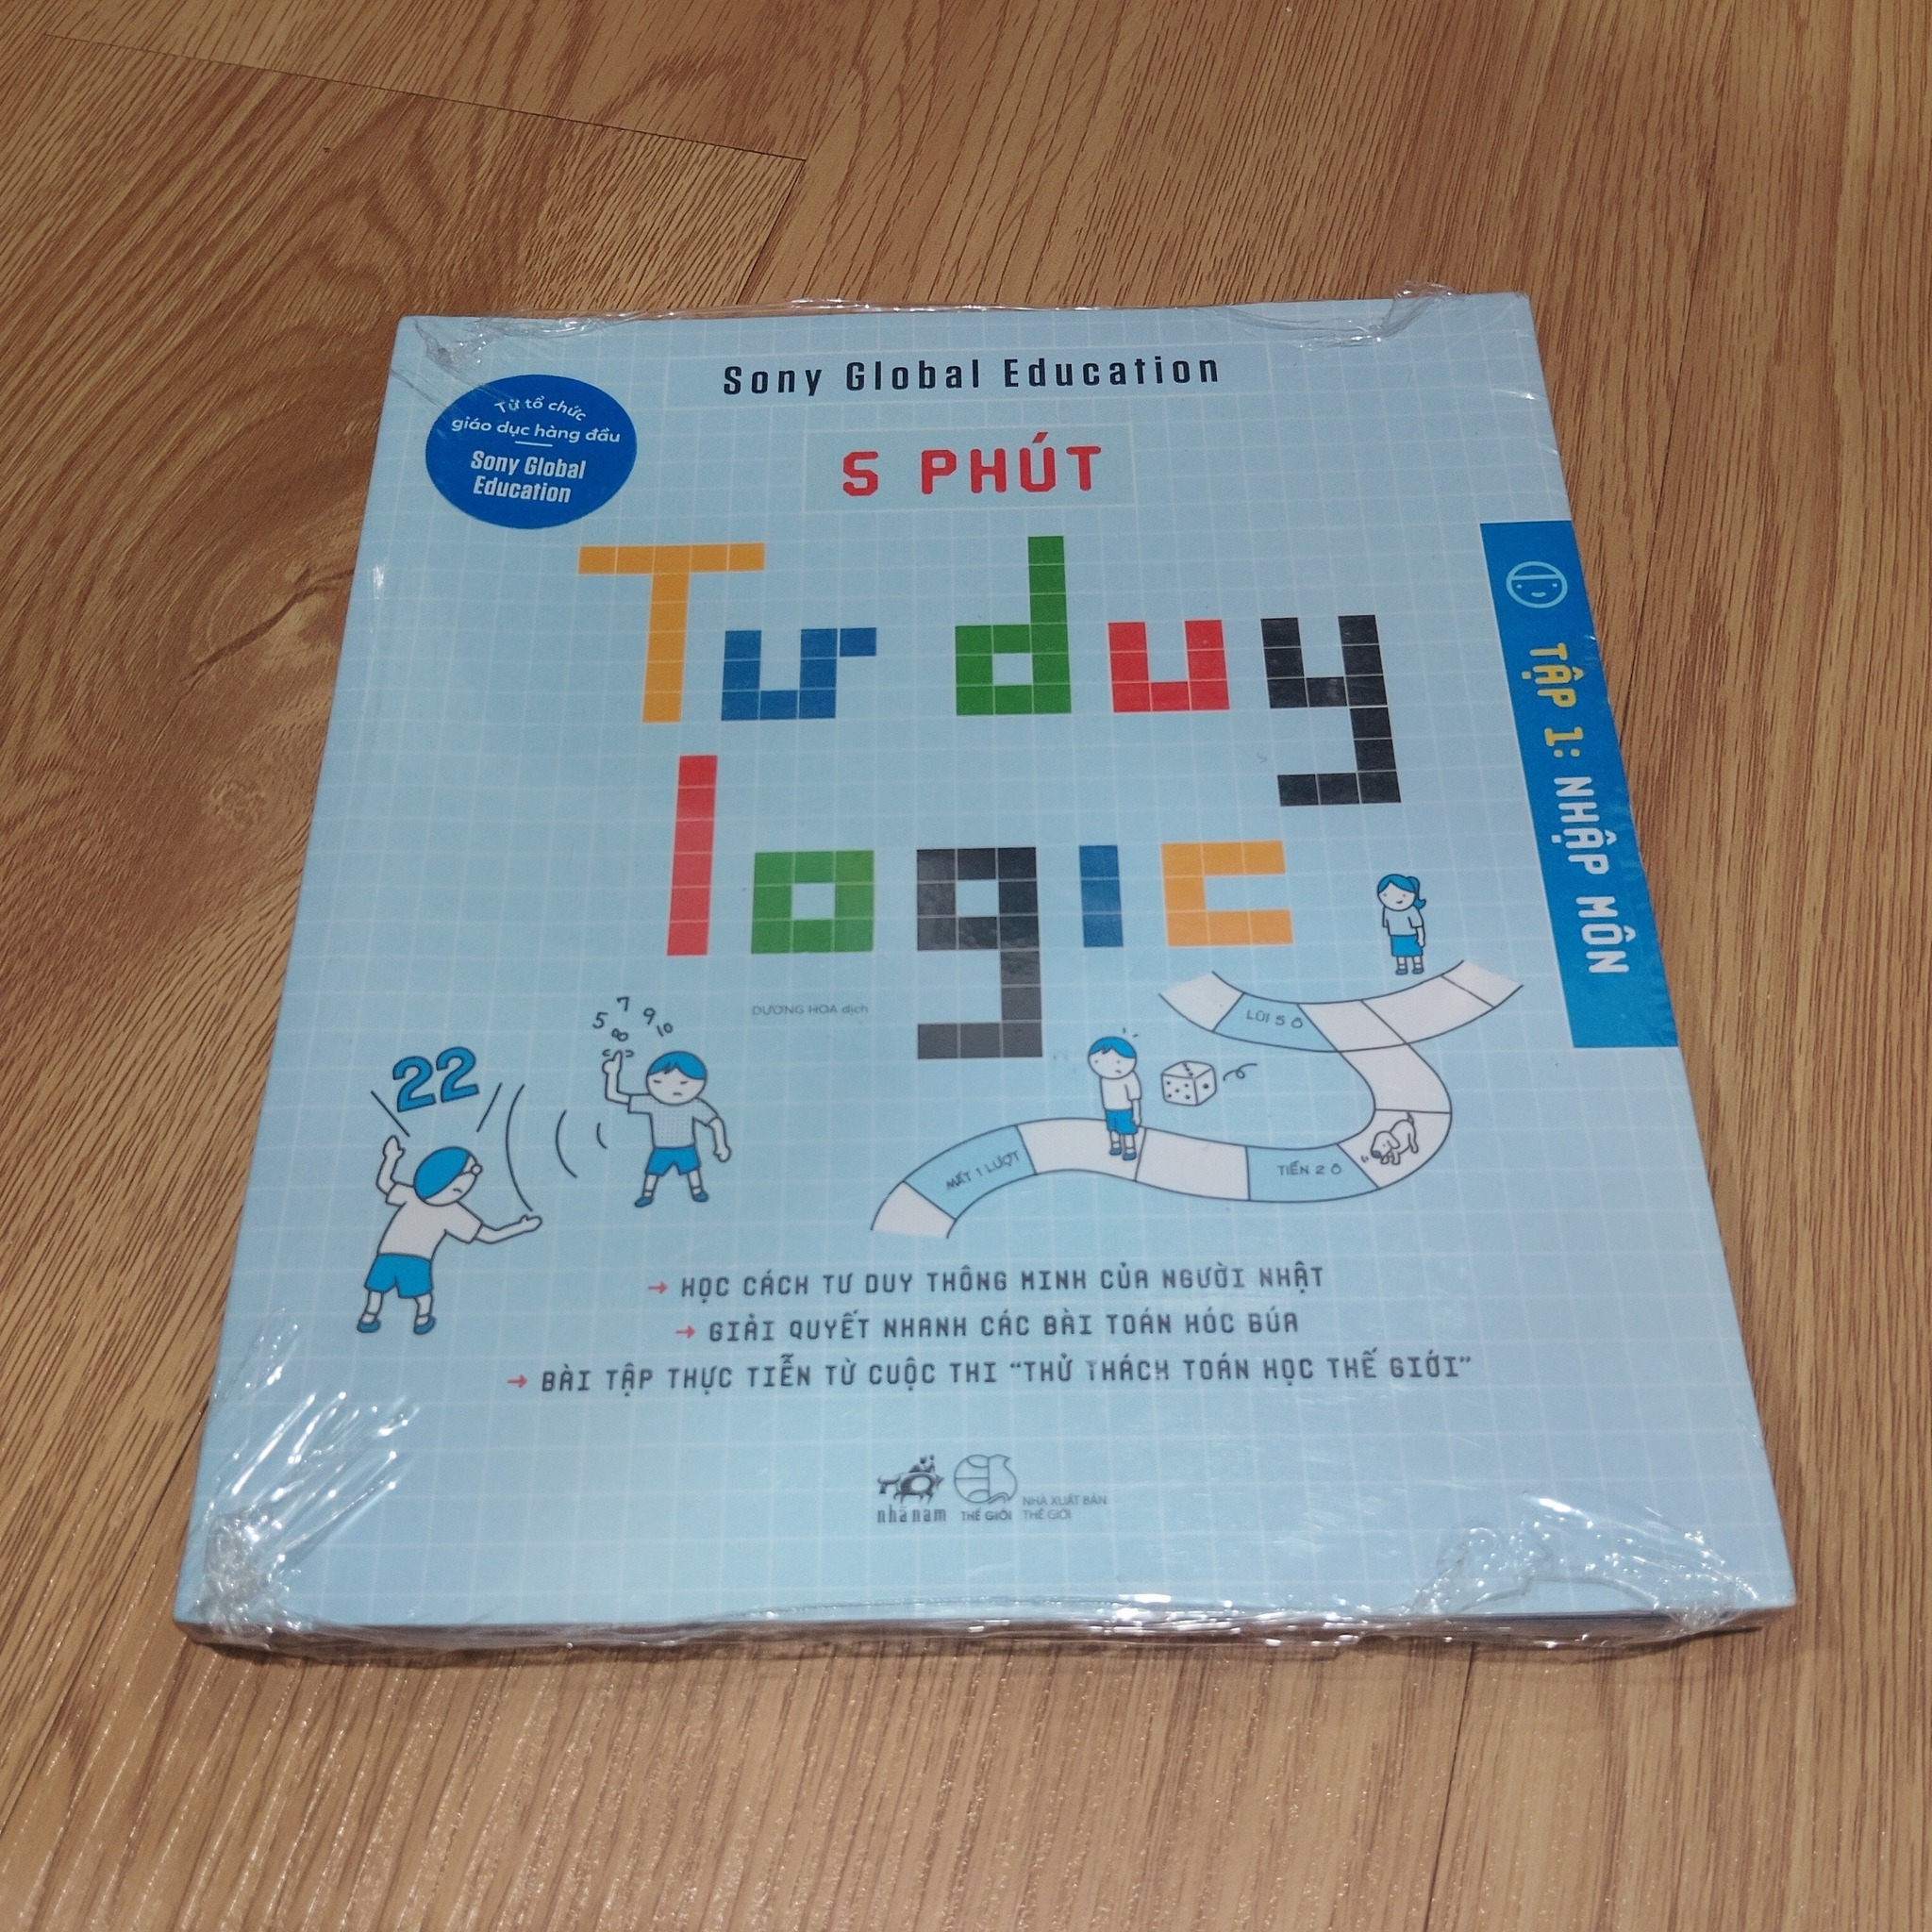 Sony Global Education
Từ tổ chức
giáo dục hàng đầu
Sony Global
Education
5 PHÚT
Tư duy
logic
TẬP 1: NHẬP MÔN
DƯƠNG HOA dịch
5 7 9
8 10
22
LÙI 5 Ô
MẤT 1 LƯỢT
TIẾN 2 Ô
→ HỌC CÁCH TƯ DUY THÔNG MINH CỦA NGƯỜI NHẬT
→ GIẢI QUYẾT NHANH CÁC BÀI TOÁN HÓC BÚA
→ BÀI TẬP THỰC TIỄN TỪ CUỘC THI “THỬ THÁCH TOÁN HỌC THẾ GIỚI”
nhã nam
THẾ GIỚI
NHÀ XUẤT BẢN
THẾ GIỚI